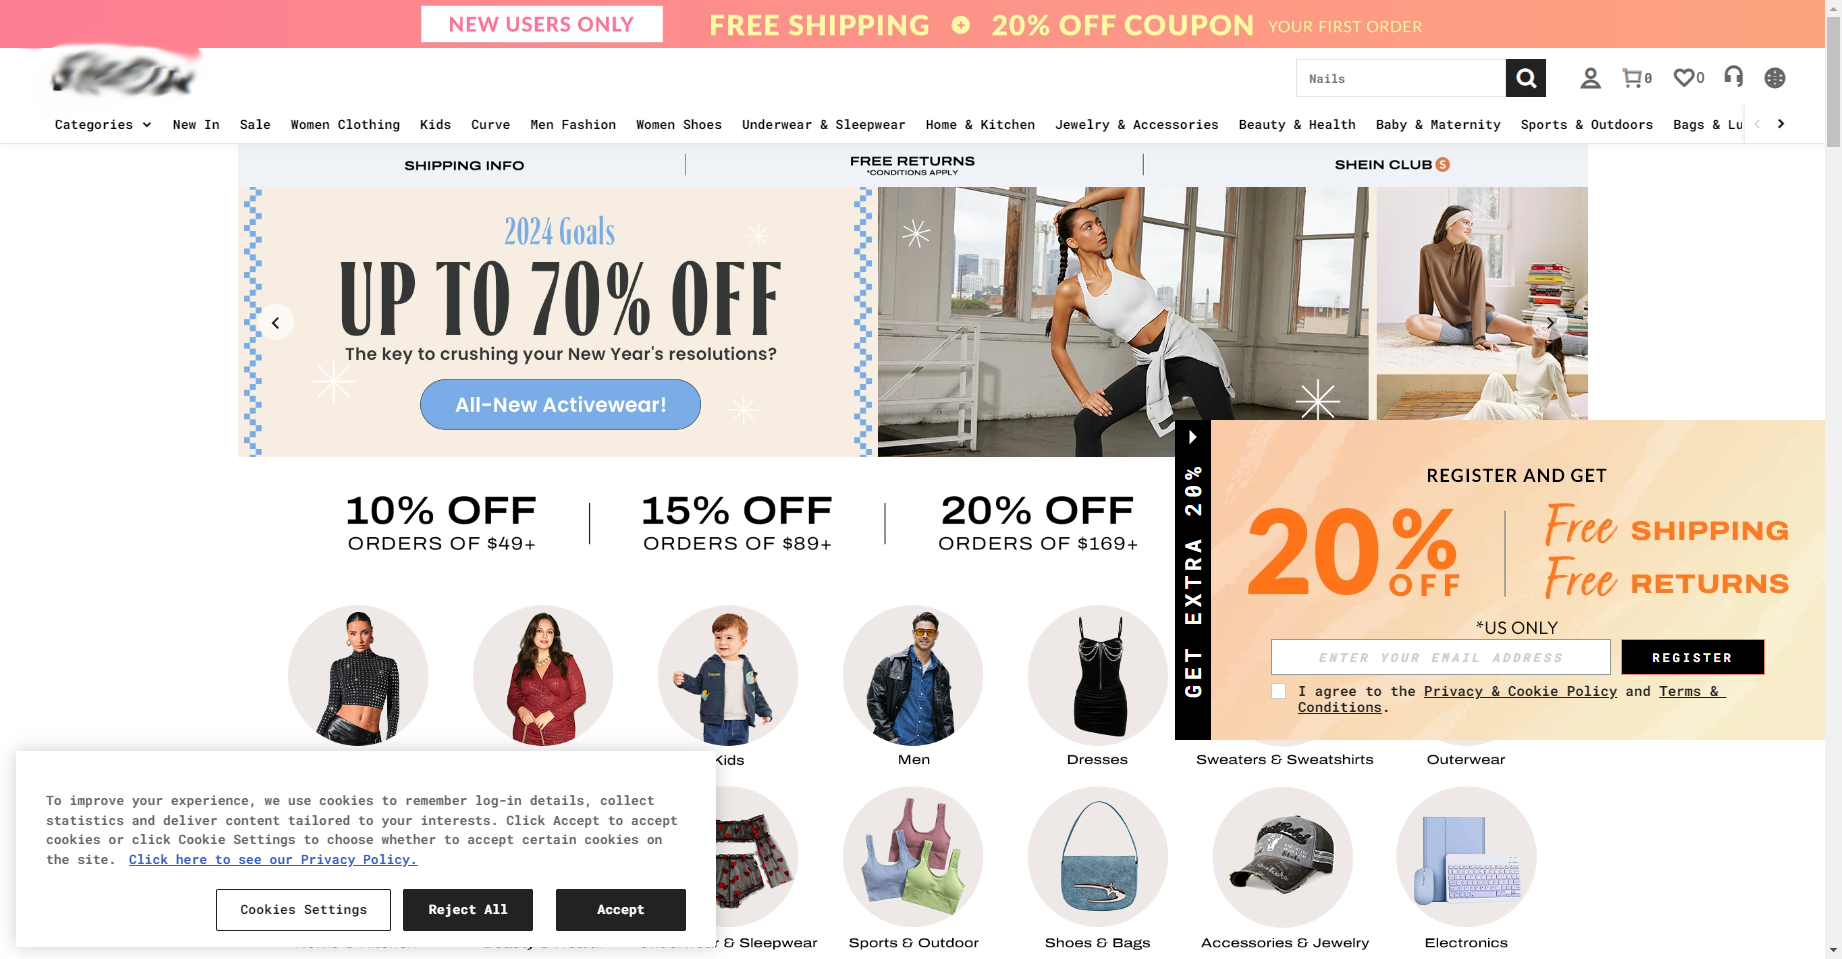 NEW USERS ONLY FREE SHIPPING + 20% OFF COUPON YOUR FIRST ORDER
Nails
0
0
Categories New In Sale Women Clothing Kids Curve Men Fashion Women Shoes Underwear & Sleepwear Home & Kitchen Jewelry & Accessories Beauty & Health Baby & Maternity Sports & Outdoors Bags & Lu
SHIPPING INFO
FREE RETURNS
*CONDITIONS APPLY
SHEIN CLUB S
2024 Goals
UP TO 70% OFF
The key to crushing your New Year's resolutions?
All-New Activewear!
10% OFF
ORDERS OF $49+
15% OFF
ORDERS OF $89+
20% OFF
ORDERS OF $169+
GET EXTRA 20%
REGISTER AND GET
20% OFF
Free SHIPPING
Free RETURNS
*US ONLY
ENTER YOUR EMAIL ADDRESS
REGISTER
I agree to the Privacy & Cookie Policy and Terms &
Conditions.
Kids
Men
Dresses
Sweaters & Sweatshirts
Outerwear
& Sleepwear
Sports & Outdoor
Shoes & Bags
Accessories & Jewelry
Electronics
To improve your experience, we use cookies to remember log-in details, collect
statistics and deliver content tailored to your interests. Click Accept to accept
cookies or click Cookie Settings to choose whether to accept certain cookies on
the site. Click here to see our Privacy Policy.
Cookies Settings
Reject All
Accept